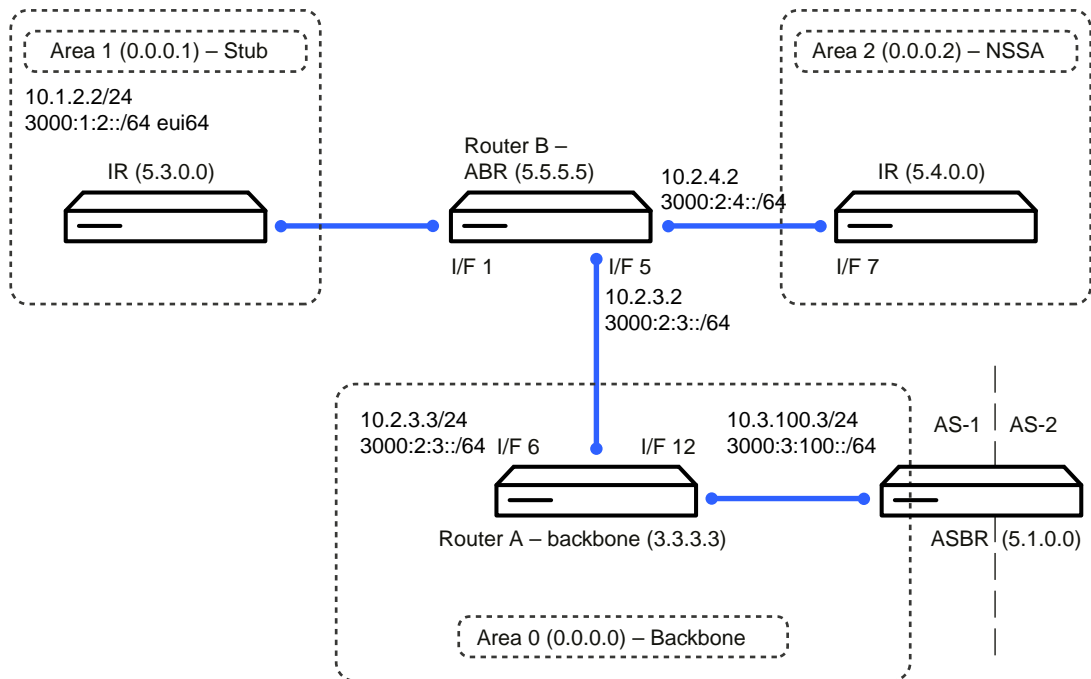 Area 1 (0.0.0.1) – Stub
Area 2 (0.0.0.2) – NSSA
10.1.2.2/24
3000:1:2::/64 eui64
IR (5.3.0.0)
Router B –
ABR (5.5.5.5)
10.2.4.2
3000:2:4::/64
IR (5.4.0.0)
I/F 1
I/F 5
I/F 7
10.2.3.2
3000:2:3::/64
10.2.3.3/24
3000:2:3::/64
I/F 6
I/F 12
10.3.100.3/24
3000:3:100::/64
AS-1
AS-2
Router A – backbone (3.3.3.3)
ASBR (5.1.0.0)
Area 0 (0.0.0.0) – Backbone